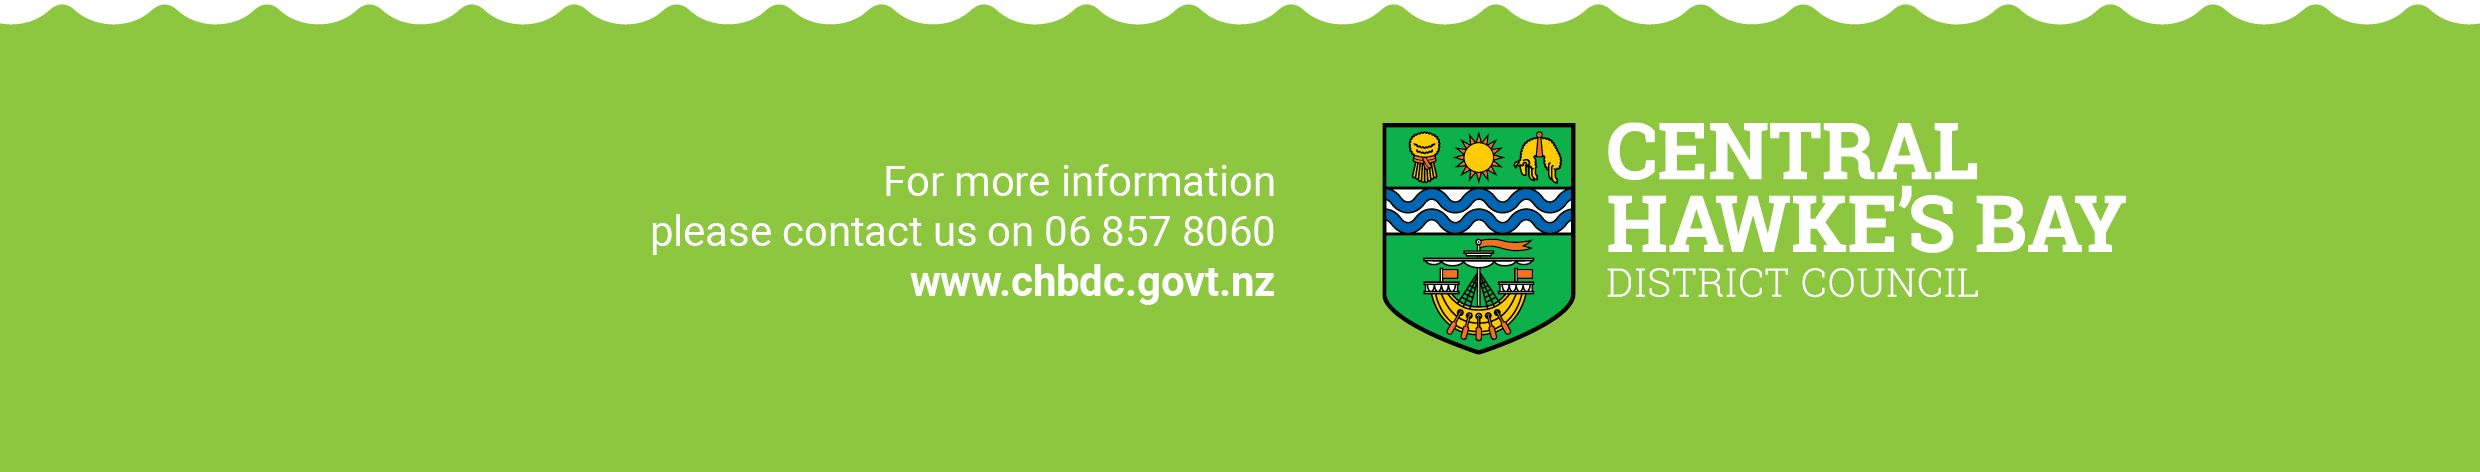 For more information
please contact us on 06 857 8060
www.chbdc.govt.nz
CENTRAL
HAWKE'S BAY
DISTRICT COUNCIL